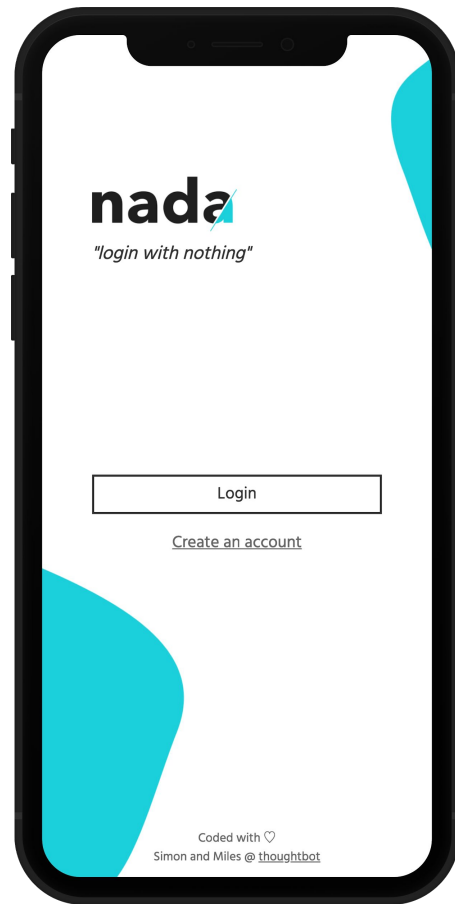 nada
"login with nothing"
Login
Create an account
Coded with ♡
Simon and Miles @ thoughtbot